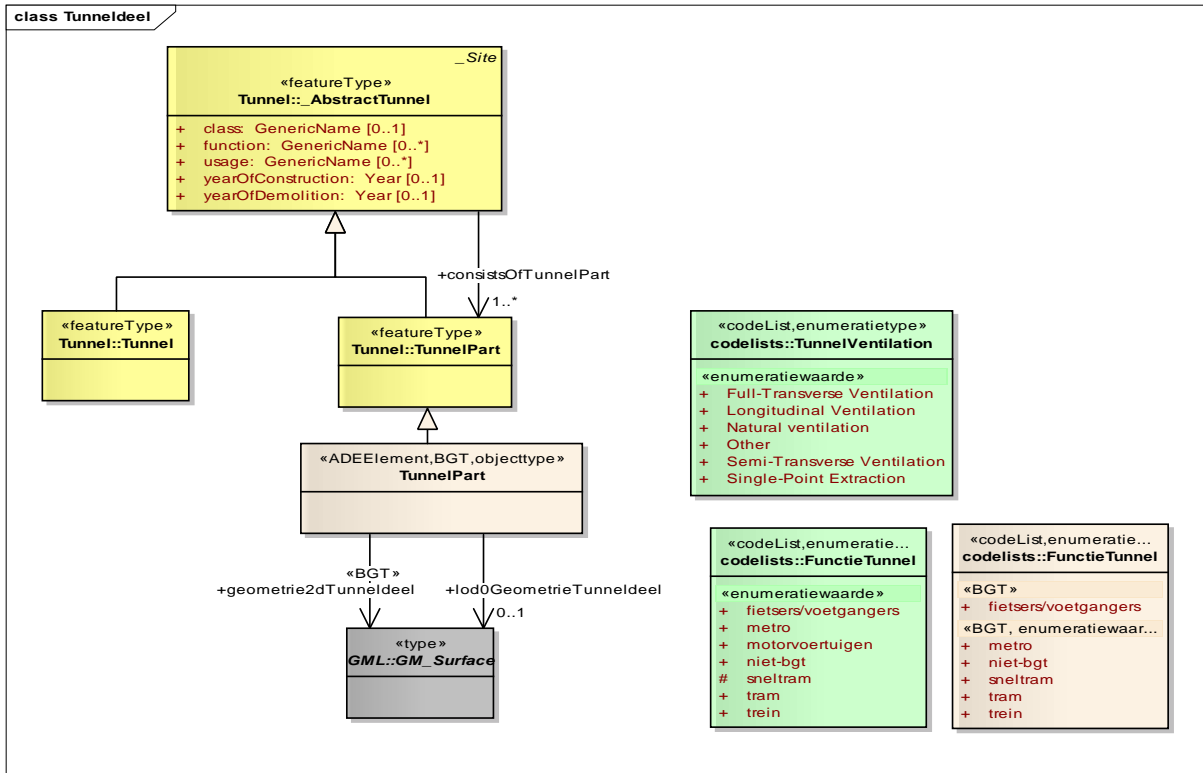 class Tunneldeel
_Site
«featureType»
Tunnel::_AbstractTunnel
+ class: GenericName [0..1]
+ function: GenericName [0..*]
+ usage: GenericName [0..*]
+ yearOfConstruction: Year [0..1]
+ yearOfDemolition: Year [0..1]
+consistsOfTunnelPart
1..*
«featureType»
Tunnel::Tunnel
«featureType»
Tunnel::TunnelPart
«ADEElement,BGT,objecttype»
TunnelPart
«BGT»
+geometrie2dTunneldeel
+lod0GeometrieTunneldeel
0..1
«type»
GML::GM_Surface
«codeList,enumeratietype»
codelists::TunnelVentilation
«enumeratiewaarde»
+ Full-Transverse Ventilation
+ Longitudinal Ventilation
+ Natural ventilation
+ Other
+ Semi-Transverse Ventilation
+ Single-Point Extraction
«codeList,enumeratie...
codelists::FunctieTunnel
«enumeratiewaarde»
+ fietsers/voetgangers
+ metro
+ motorvoertuigen
+ niet-bgt
# sneltram
+ tram
+ trein
«codeList,enumeratie...
codelists::FunctieTunnel
«BGT»
+ fietsers/voetgangers
«BGT, enumeratiewaar...
+ metro
+ niet-bgt
+ sneltram
+ tram
+ trein